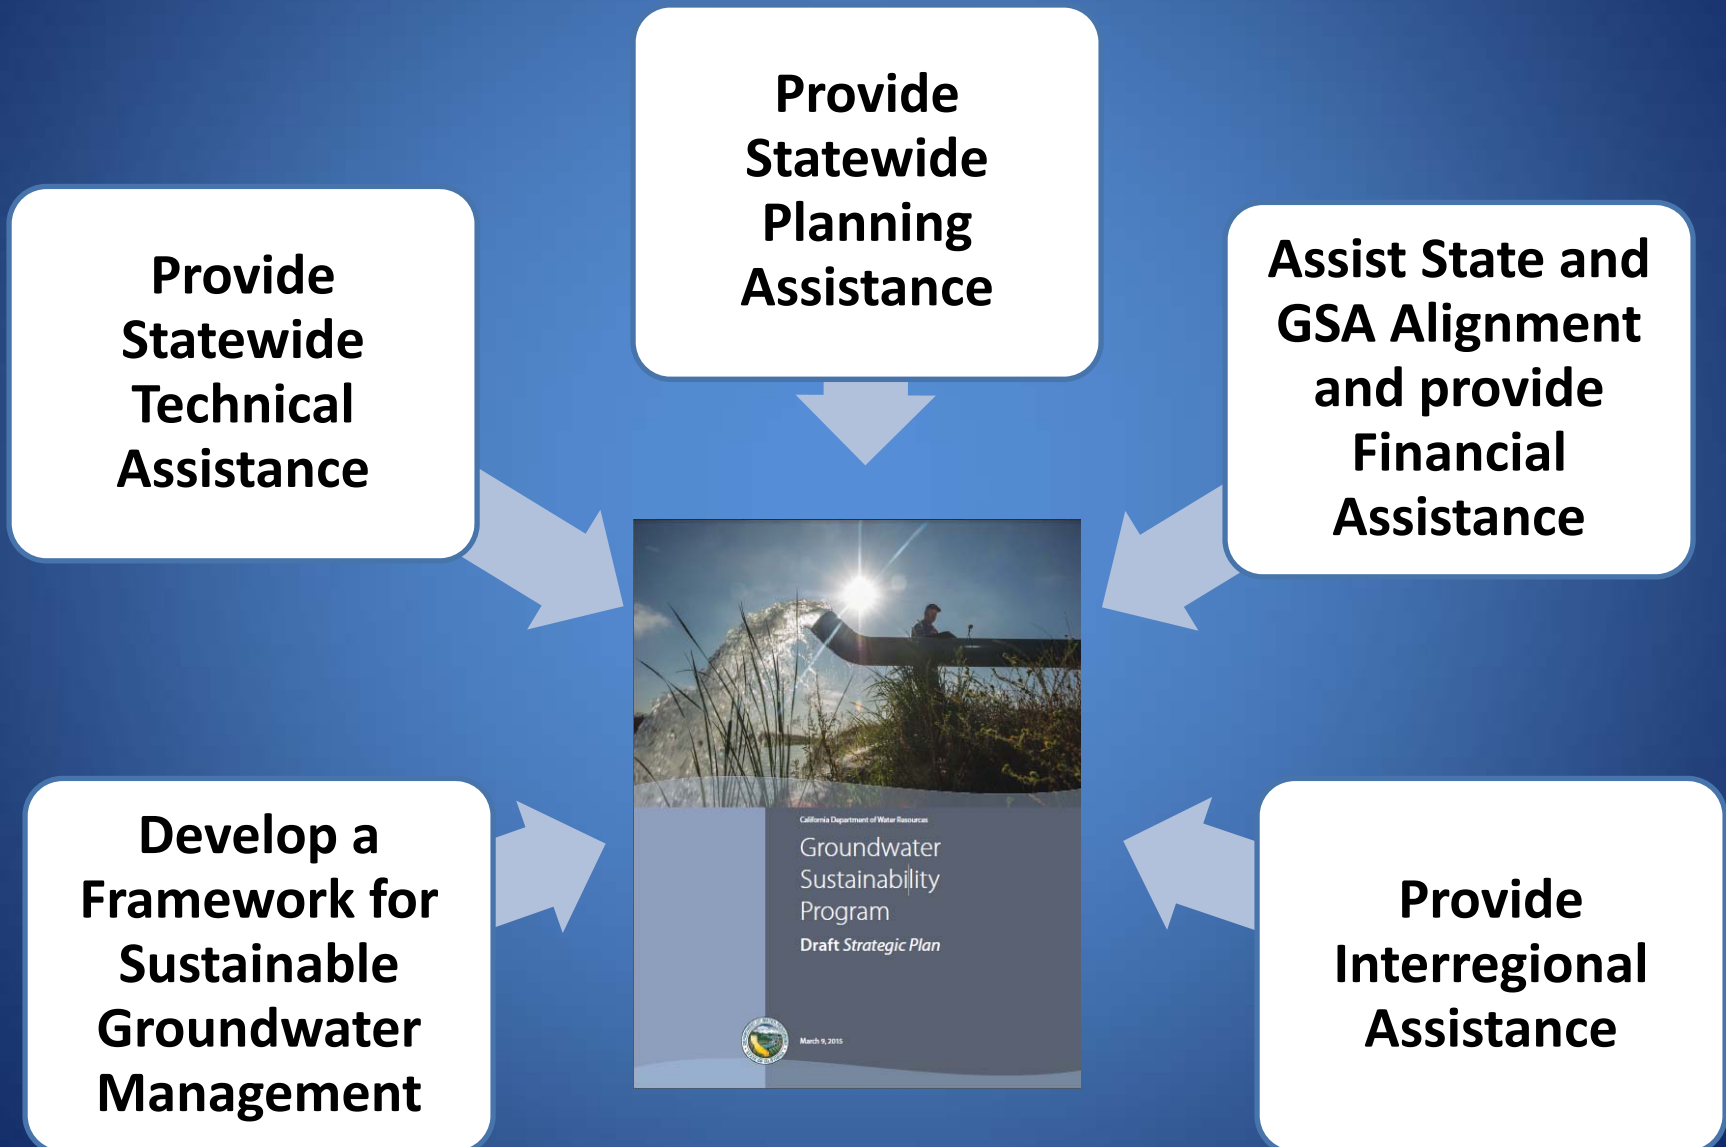 Provide
Statewide
Planning
Assistance
Provide
Statewide
Technical
Assistance
Assist State and
GSA Alignment
and provide
Financial
Assistance
Develop a
Framework for
Sustainable
Groundwater
Management
California Department of Water Resources
Groundwater
Sustainability
Program
Draft Strategic Plan
March 9, 2015
Provide
Interregional
Assistance